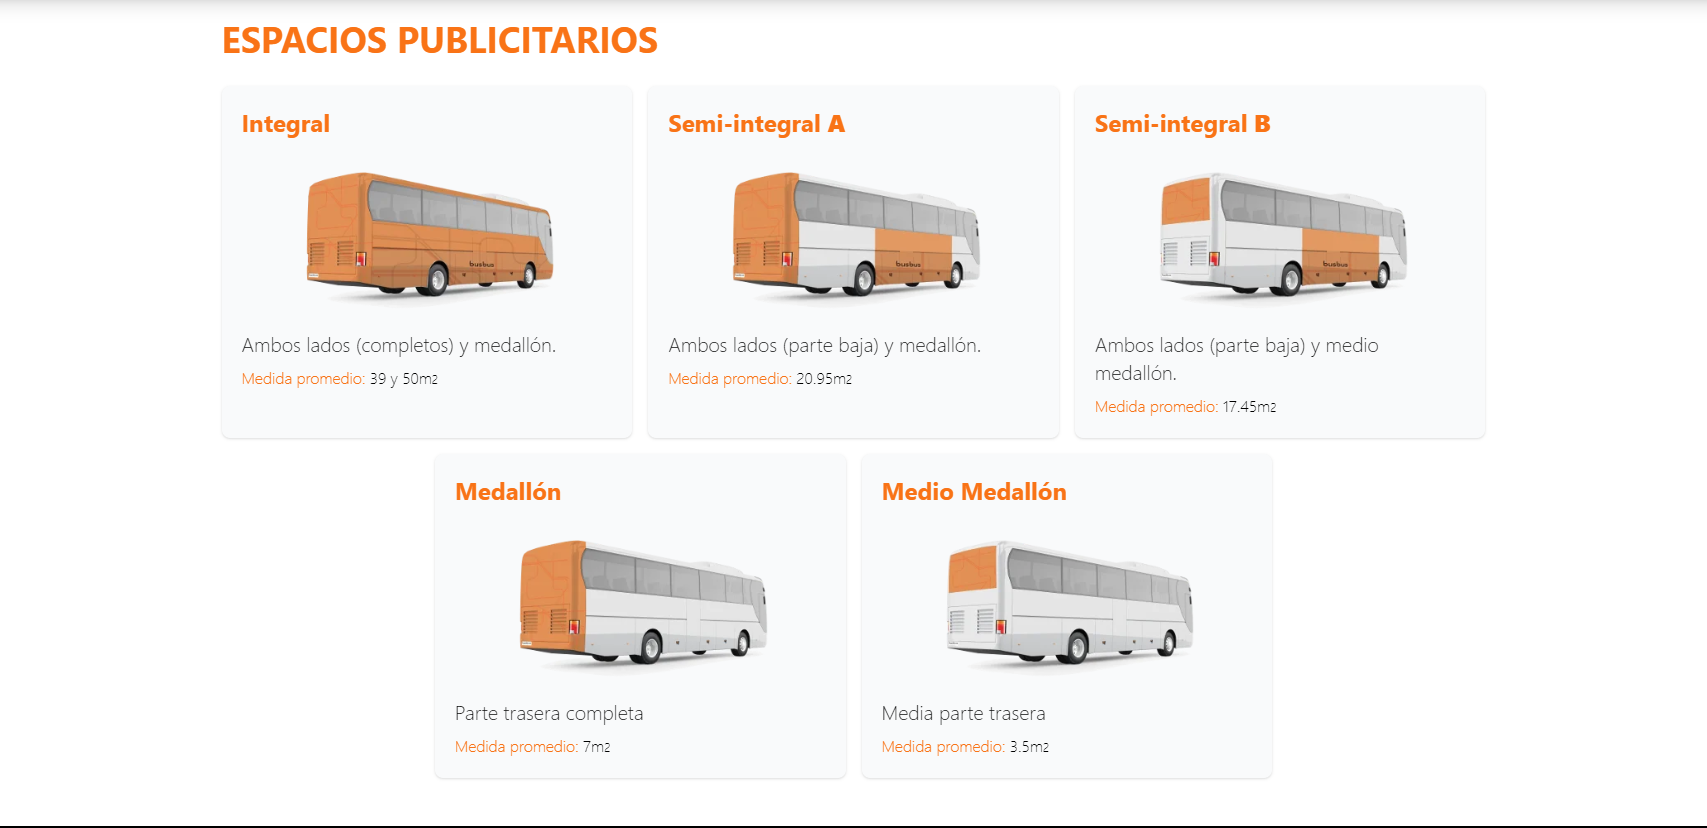 ESPACIOS PUBLICITARIOS
Integral
busbus
Ambos lados (completos) y medallón.
Medida promedio: 39 y 50m2
Semi-integral A
busbus
Ambos lados (parte baja) y medallón.
Medida promedio: 20.95m2
Semi-integral B
busbus
Ambos lados (parte baja) y medio
medallón.
Medida promedio: 17.45m2
Medallón
Parte trasera completa
Medida promedio: 7m2
Medio Medallón
Media parte trasera
Medida promedio: 3.5m2